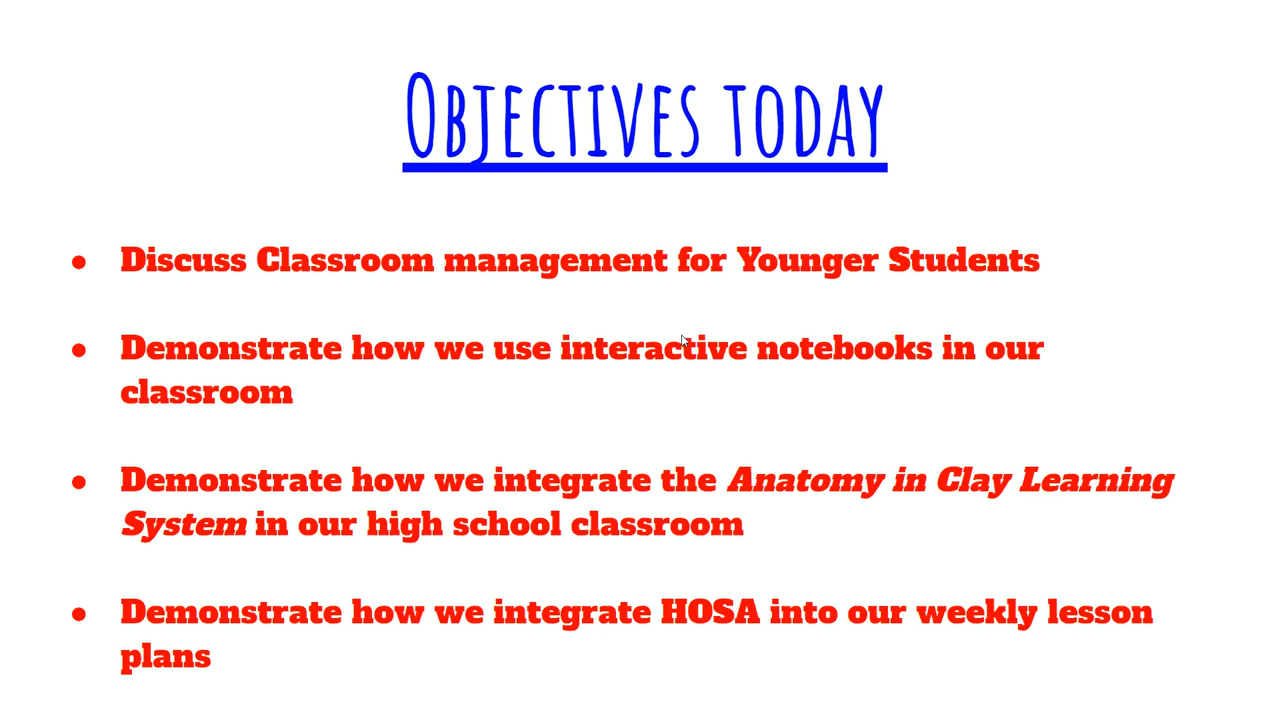 Objectives today
● Discuss Classroom management for Younger Students
● Demonstrate how we use interactive notebooks in our
classroom
● Demonstrate how we integrate the Anatomy in Clay Learning
System in our high school classroom
● Demonstrate how we integrate HOSA into our weekly lesson
plans